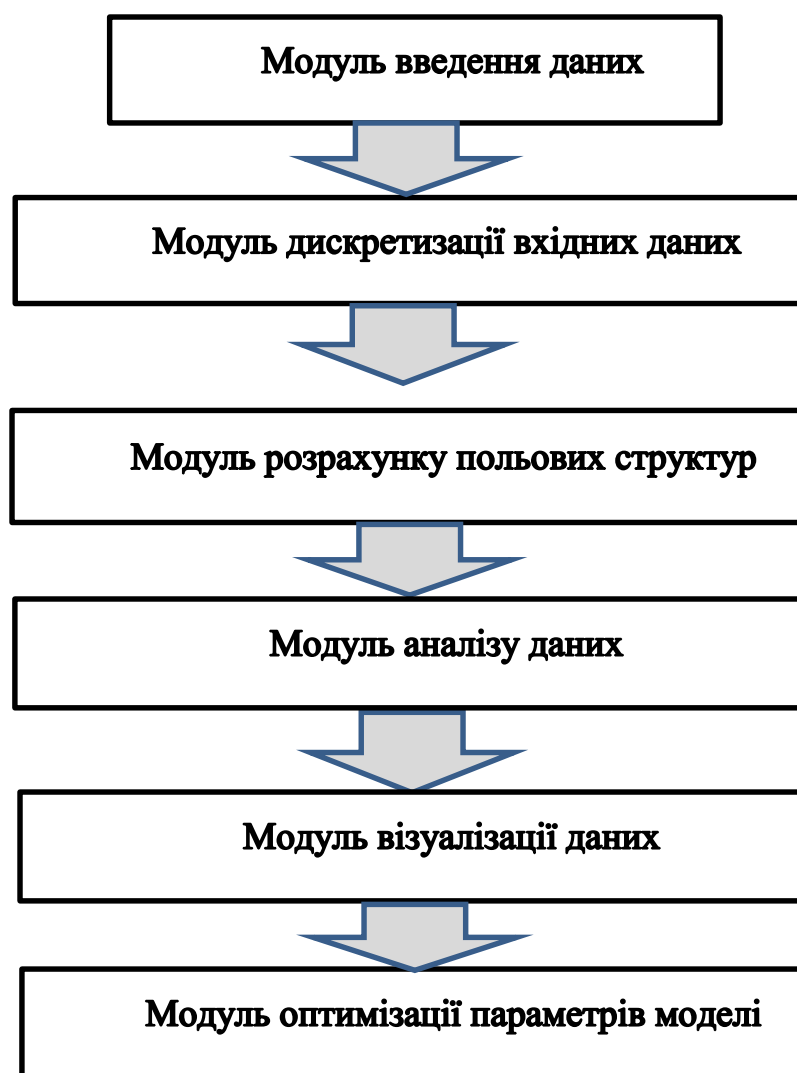 Модуль введення даних
Модуль дискретизації вхідних даних
Модуль розрахунку польових структур
Модуль аналізу даних
Модуль візуалізації даних
Модуль оптимізації параметрів моделі